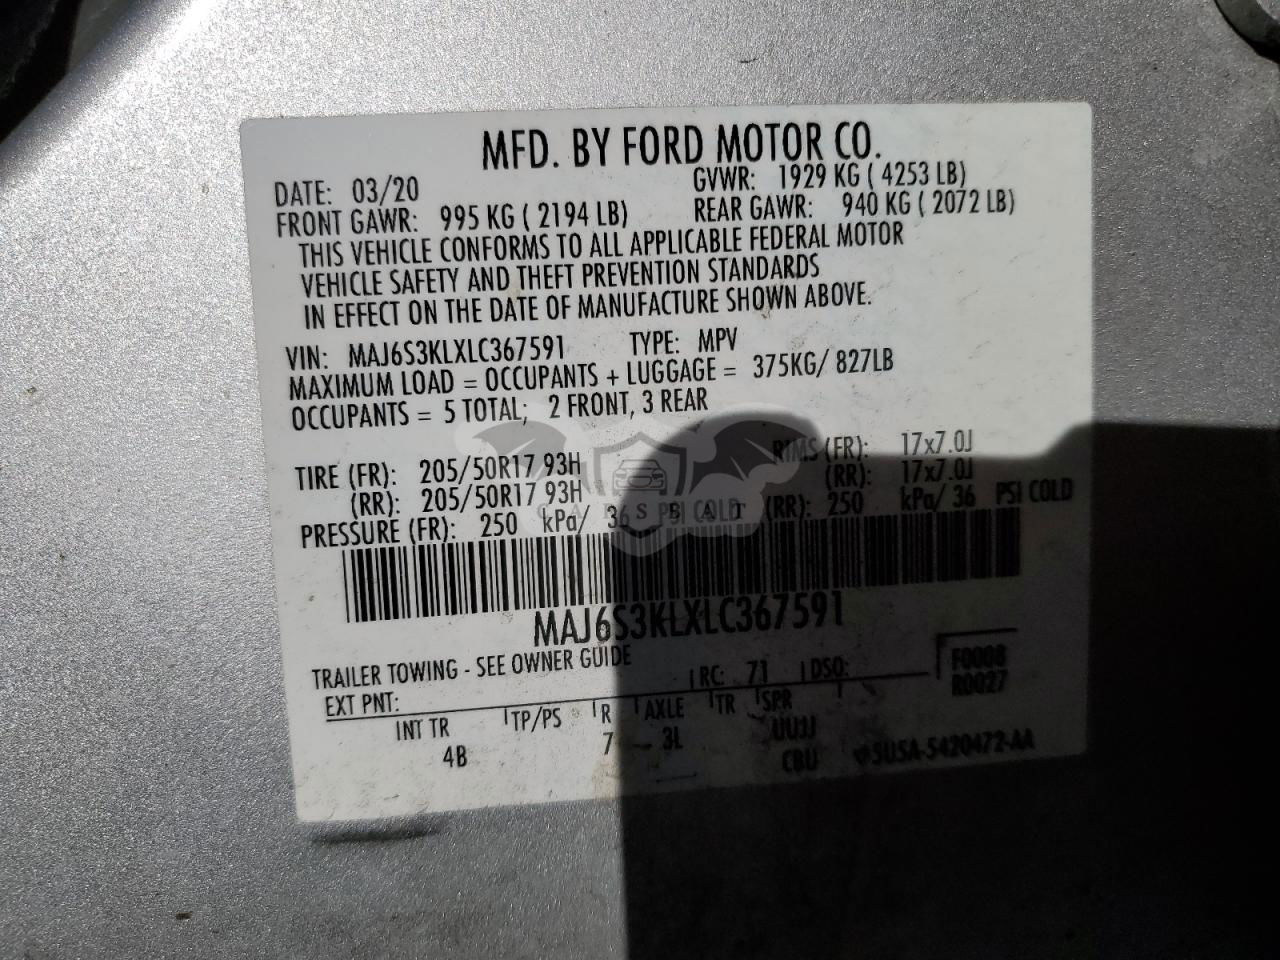 MFD. BY FORD MOTOR CO.
DATE: 03/20 GVWR: 1929 KG ( 4253 LB)
FRONT GAWR: 995 KG ( 2194 LB) REAR GAWR: 940 KG ( 2072 LB)
THIS VEHICLE CONFORMS TO ALL APPLICABLE FEDERAL MOTOR
VEHICLE SAFETY AND THEFT PREVENTION STANDARDS
IN EFFECT ON THE DATE OF MANUFACTURE SHOWN ABOVE.
VIN: MAJ6S3KLXLC367591 TYPE: MPV
MAXIMUM LOAD = OCCUPANTS + LUGGAGE = 375KG/ 827LB
OCCUPANTS = 5 TOTAL; 2 FRONT, 3 REAR
TIRE (FR): 205/50R17 93H RIMS (FR): 17x7.0J
(RR): 205/50R17 93H (RR): 17x7.0J
CARSBAT
PRESSURE (FR): 250 kPa/ 36 PSI COLD (RR): 250 kPa/ 36 PSI COLD
MAJ6S3KLXLC367591
TRAILER TOWING - SEE OWNER GUIDE
EXT PNT: RC: 71 DSO: F0008
R0027
INT TR TP/PS R AXLE TR SPR
4B 7 3L UUJJ
CBU 5USA-5420472-AA